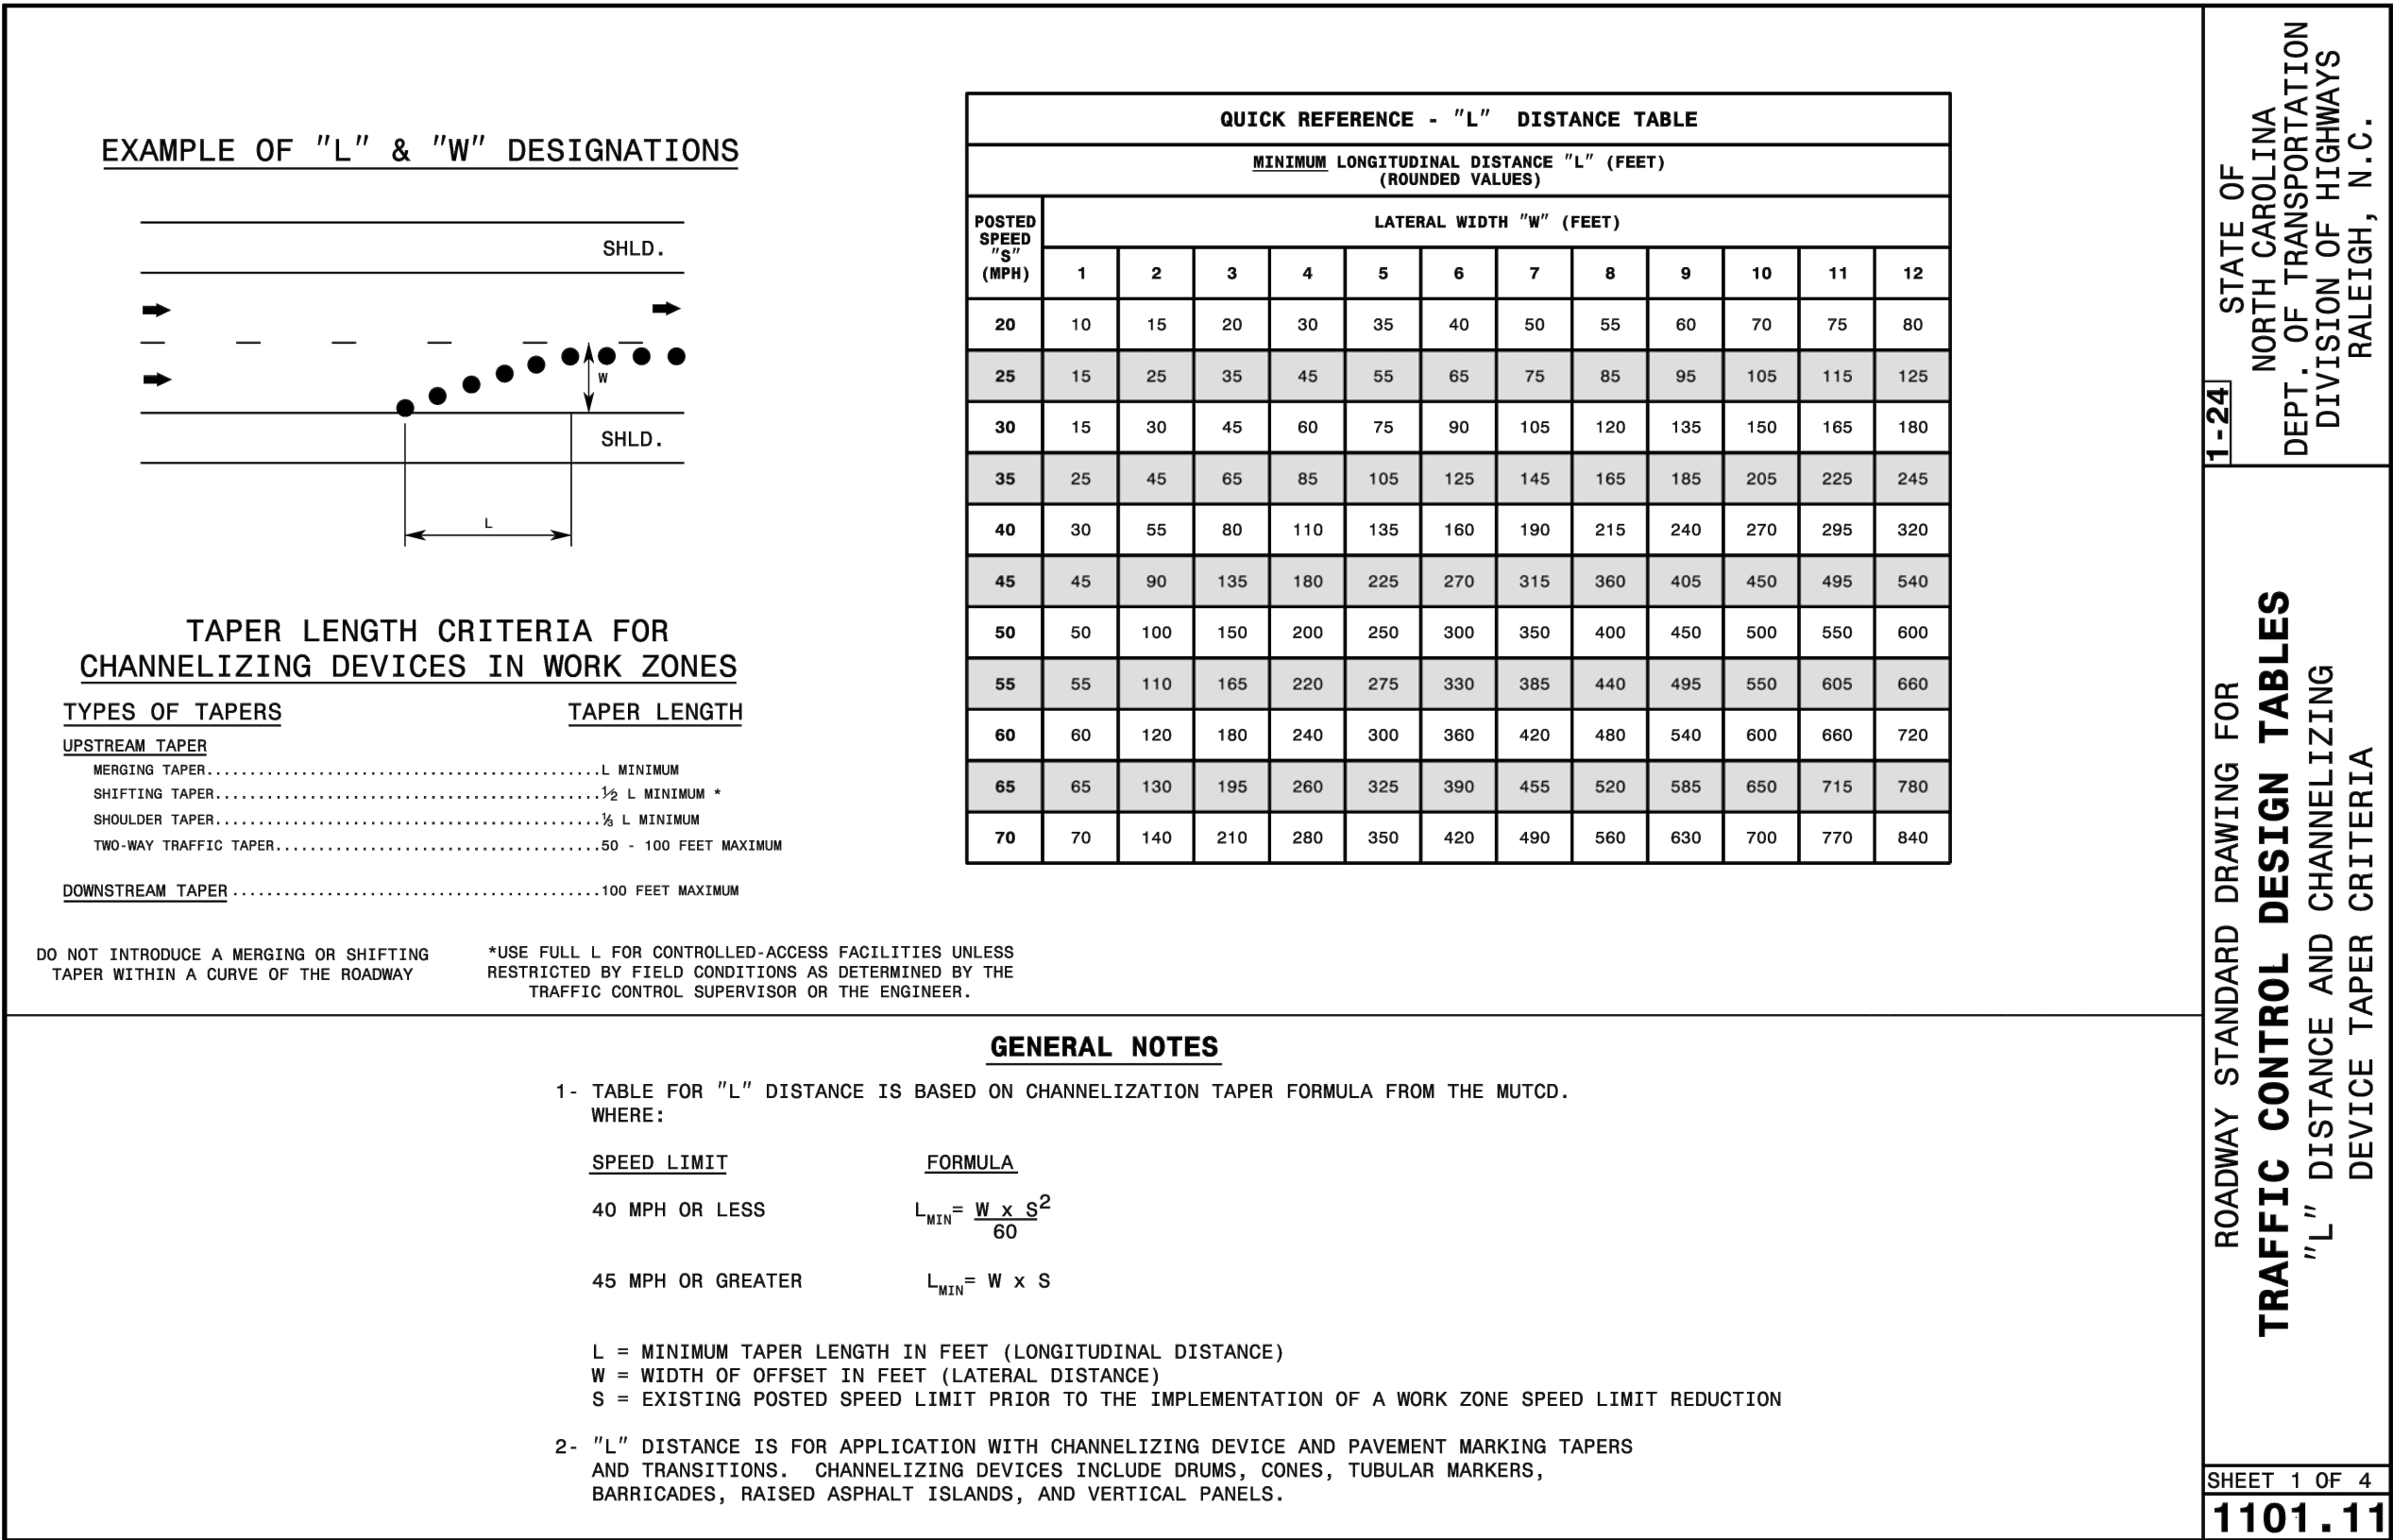 EXAMPLE OF "L" & "W" DESIGNATIONS
SHLD.
W
SHLD.
L
TAPER LENGTH CRITERIA FOR
CHANNELIZING DEVICES IN WORK ZONES
TYPES OF TAPERS TAPER LENGTH
UPSTREAM TAPER
MERGING TAPER..............................................L MINIMUM
SHIFTING TAPER.............................................½ L MINIMUM *
SHOULDER TAPER.............................................⅓ L MINIMUM
TWO-WAY TRAFFIC TAPER......................................50 - 100 FEET MAXIMUM
DOWNSTREAM TAPER...........................................100 FEET MAXIMUM
DO NOT INTRODUCE A MERGING OR SHIFTING
TAPER WITHIN A CURVE OF THE ROADWAY
*USE FULL L FOR CONTROLLED-ACCESS FACILITIES UNLESS
RESTRICTED BY FIELD CONDITIONS AS DETERMINED BY THE
TRAFFIC CONTROL SUPERVISOR OR THE ENGINEER.
QUICK REFERENCE - "L" DISTANCE TABLE
MINIMUM LONGITUDINAL DISTANCE "L" (FEET)
(ROUNDED VALUES)
POSTED
SPEED
"S"
(MPH)
LATERAL WIDTH "W" (FEET)
1 2 3 4 5 6 7 8 9 10 11 12
20 10 15 20 30 35 40 50 55 60 70 75 80
25 15 25 35 45 55 65 75 85 95 105 115 125
30 15 30 45 60 75 90 105 120 135 150 165 180
35 25 45 65 85 105 125 145 165 185 205 225 245
40 30 55 80 110 135 160 190 215 240 270 295 320
45 45 90 135 180 225 270 315 360 405 450 495 540
50 50 100 150 200 250 300 350 400 450 500 550 600
55 55 110 165 220 275 330 385 440 495 550 605 660
60 60 120 180 240 300 360 420 480 540 600 660 720
65 65 130 195 260 325 390 455 520 585 650 715 780
70 70 140 210 280 350 420 490 560 630 700 770 840
GENERAL NOTES
1- TABLE FOR "L" DISTANCE IS BASED ON CHANNELIZATION TAPER FORMULA FROM THE MUTCD.
WHERE:
SPEED LIMIT FORMULA
40 MPH OR LESS L_MIN= W x S²
60
45 MPH OR GREATER L_MIN= W x S
L = MINIMUM TAPER LENGTH IN FEET (LONGITUDINAL DISTANCE)
W = WIDTH OF OFFSET IN FEET (LATERAL DISTANCE)
S = EXISTING POSTED SPEED LIMIT PRIOR TO THE IMPLEMENTATION OF A WORK ZONE SPEED LIMIT REDUCTION
2- "L" DISTANCE IS FOR APPLICATION WITH CHANNELIZING DEVICE AND PAVEMENT MARKING TAPERS
AND TRANSITIONS. CHANNELIZING DEVICES INCLUDE DRUMS, CONES, TUBULAR MARKERS,
BARRICADES, RAISED ASPHALT ISLANDS, AND VERTICAL PANELS.
1-24
STATE OF
NORTH CAROLINA
DEPT. OF TRANSPORTATION
DIVISION OF HIGHWAYS
RALEIGH, N.C.
ROADWAY STANDARD DRAWING FOR
TRAFFIC CONTROL DESIGN TABLES
"L" DISTANCE AND CHANNELIZING
DEVICE TAPER CRITERIA
SHEET 1 OF 4
1101.11